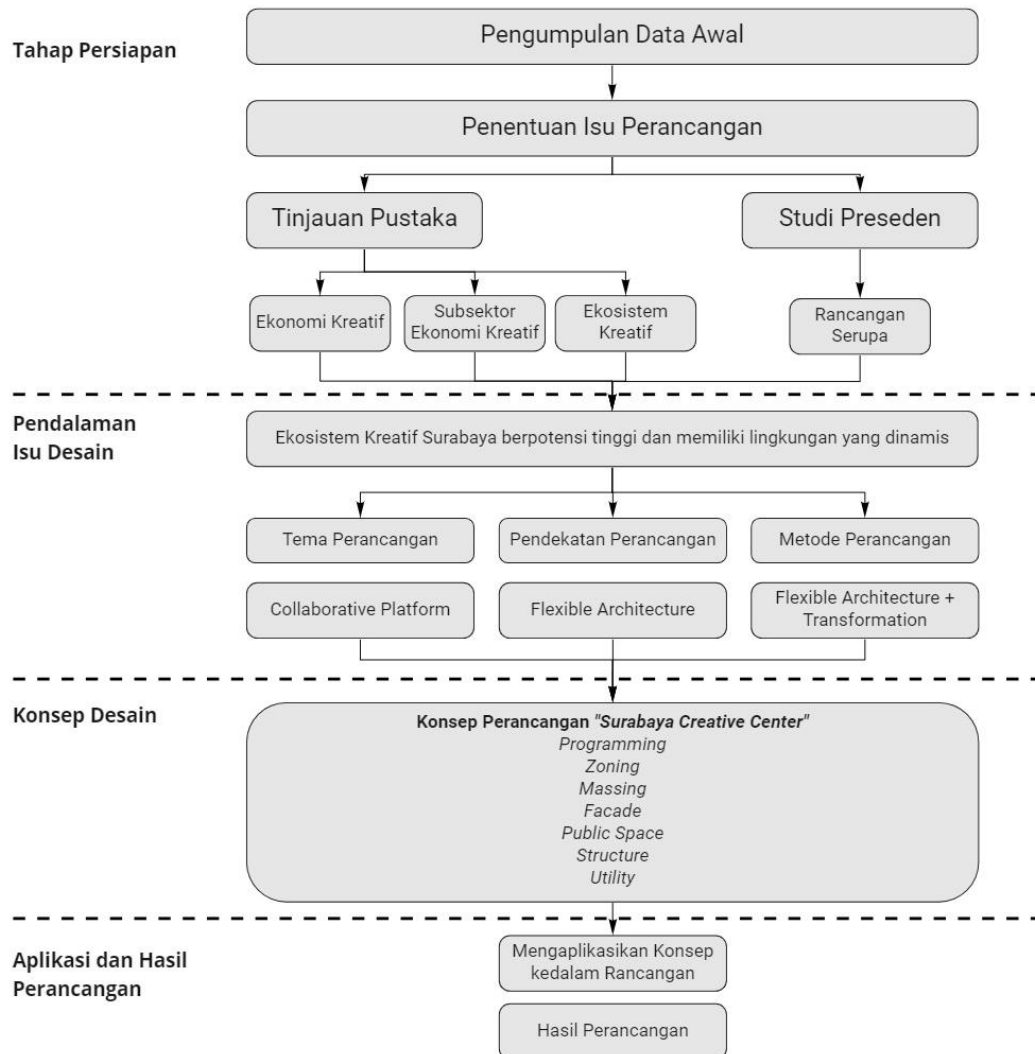 Tahap Persiapan
Pengumpulan Data Awal
Penentuan Isu Perancangan
Tinjauan Pustaka
Studi Preseden
Ekonomi Kreatif
Subsektor
Ekonomi Kreatif
Ekosistem
Kreatif
Rancangan
Serupa
Pendalaman
Isu Desain
Ekosistem Kreatif Surabaya berpotensi tinggi dan memiliki lingkungan yang dinamis
Tema Perancangan
Pendekatan Perancangan
Metode Perancangan
Collaborative Platform
Flexible Architecture
Flexible Architecture +
Transformation
Konsep Desain
Konsep Perancangan "Surabaya Creative Center"
Programming
Zoning
Massing
Facade
Public Space
Structure
Utility
Aplikasi dan Hasil
Perancangan
Mengaplikasikan Konsep
kedalam Rancangan
Hasil Perancangan